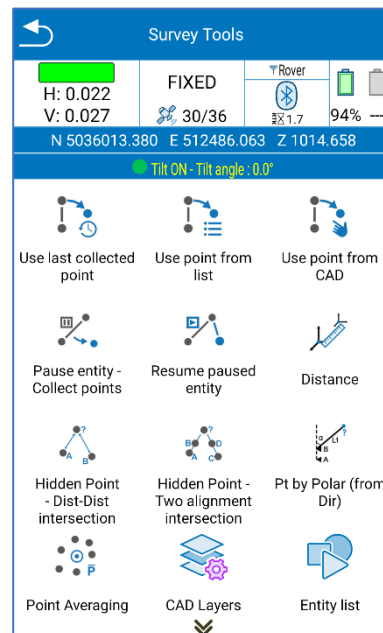 Survey Tools
H: 0.022
V: 0.027
FIXED
30/36
Rover
1.7
94%
---
N 5036013.380 E 512486.063 Z 1014.658
Tilt ON - Tilt angle : 0.0°
Use last collected
point
Use point from
list
Use point from
CAD
Pause entity -
Collect points
Resume paused
entity
Distance
?
A
B
Hidden Point
- Dist-Dist
intersection
?
B
D
A
C
Hidden Point -
Two alignment
intersection
α
L1
?
B
A
Pt by Polar (from
Dir)
P̅
Point Averaging
CAD Layers
Entity list